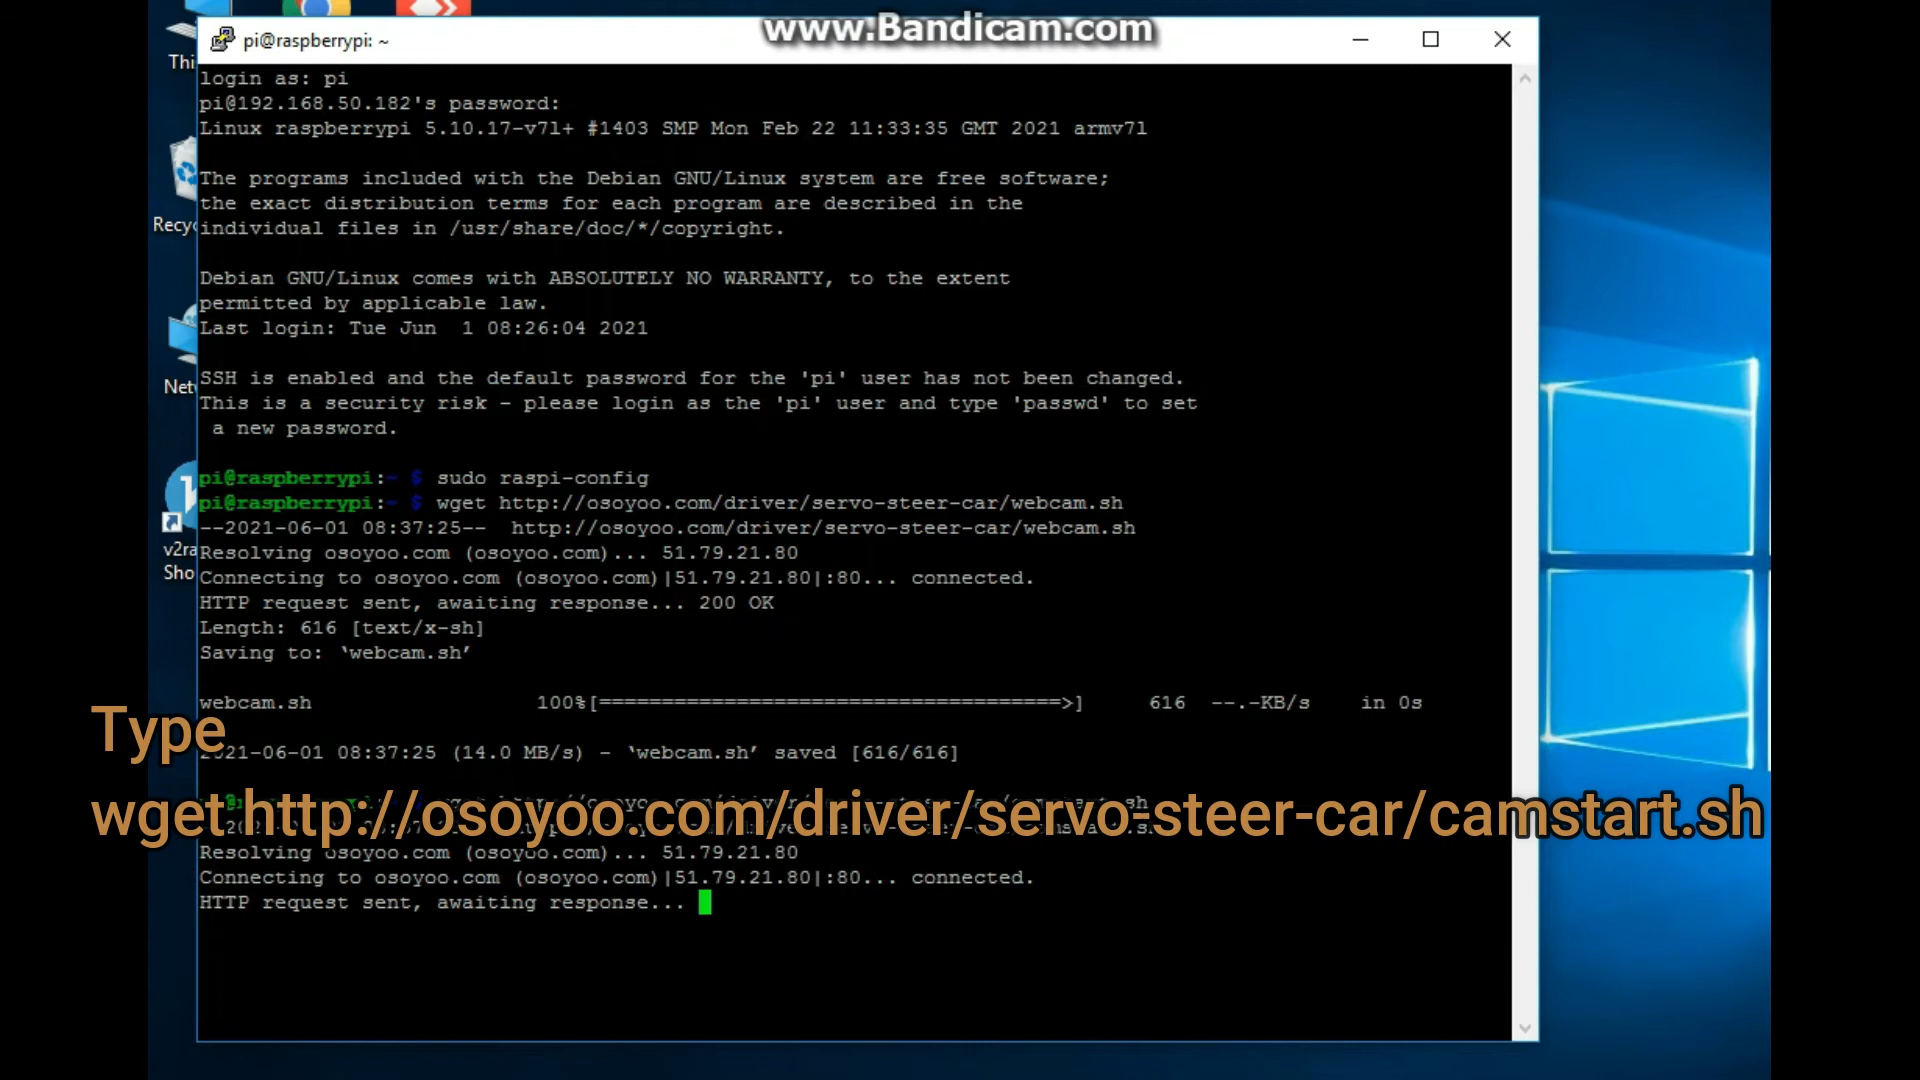 www.Bandicam.com
pi@raspberrypi: ~
Thi
Recyc
Net
v2ra
Sho
login as: pi
pi@192.168.50.182's password:
Linux raspberrypi 5.10.17-v7l+ #1403 SMP Mon Feb 22 11:33:35 GMT 2021 armv7l
The programs included with the Debian GNU/Linux system are free software;
the exact distribution terms for each program are described in the
individual files in /usr/share/doc/*/copyright.
Debian GNU/Linux comes with ABSOLUTELY NO WARRANTY, to the extent
permitted by applicable law.
Last login: Tue Jun  1 08:26:04 2021
SSH is enabled and the default password for the 'pi' user has not been changed.
This is a security risk - please login as the 'pi' user and type 'passwd' to set
a new password.
pi@raspberrypi:~ $ sudo raspi-config
pi@raspberrypi:~ $ wget http://osoyoo.com/driver/servo-steer-car/webcam.sh
--2021-06-01 08:37:25--  http://osoyoo.com/driver/servo-steer-car/webcam.sh
Resolving osoyoo.com (osoyoo.com)... 51.79.21.80
Connecting to osoyoo.com (osoyoo.com)|51.79.21.80|:80... connected.
HTTP request sent, awaiting response... 200 OK
Length: 616 [text/x-sh]
Saving to: ‘webcam.sh’
webcam.sh 100%[=====================================>] 616 --.-KB/s in 0s
2021-06-01 08:37:25 (14.0 MB/s) - ‘webcam.sh’ saved [616/616]
Type
wget http://osoyoo.com/driver/servo-steer-car/camstart.sh
Resolving osoyoo.com (osoyoo.com)... 51.79.21.80
Connecting to osoyoo.com (osoyoo.com)|51.79.21.80|:80... connected.
HTTP request sent, awaiting response...